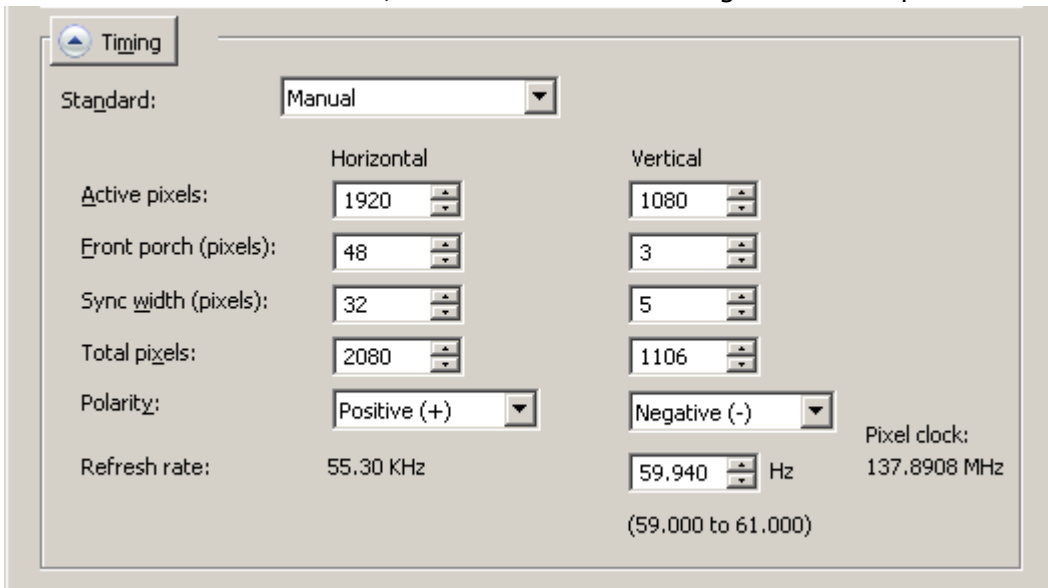 Timing
Standard: Manual
Horizontal Vertical
Active pixels: 1920 1080
Front porch (pixels): 48 3
Sync width (pixels): 32 5
Total pixels: 2080 1106
Polarity: Positive (+) Negative (-)
Pixel clock:
Refresh rate: 55.30 KHz 59.940 Hz 137.8908 MHz
(59.000 to 61.000)